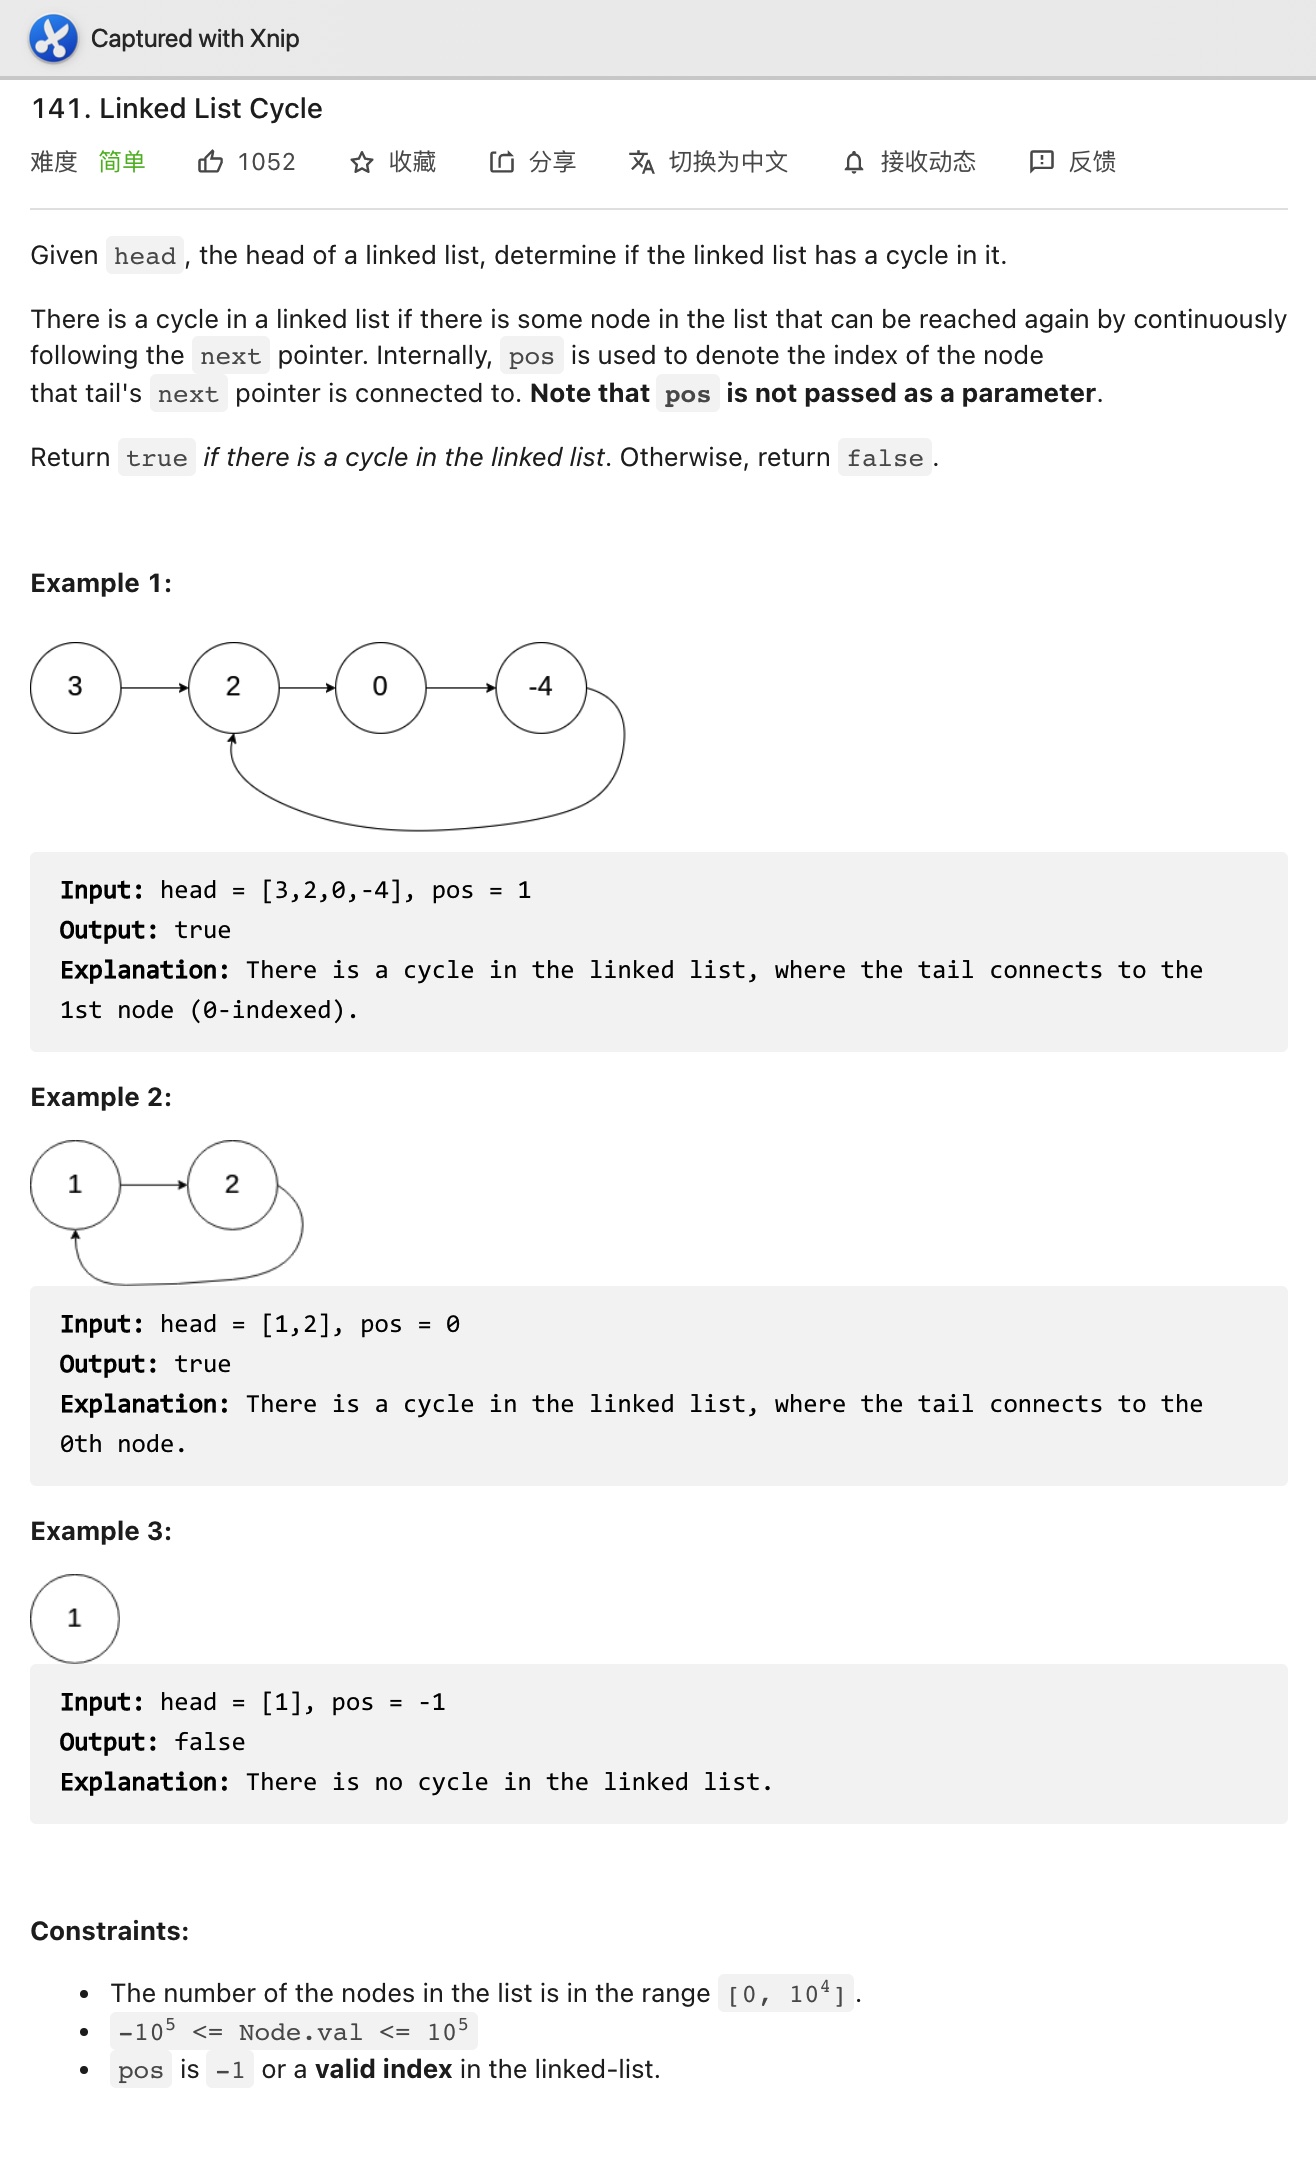 Captured with Xnip
141. Linked List Cycle
难度 简单 1052 收藏 分享 切换为中文 接收动态 反馈
Given head, the head of a linked list, determine if the linked list has a cycle in it.
There is a cycle in a linked list if there is some node in the list that can be reached again by continuously
following the next pointer. Internally, pos is used to denote the index of the node
that tail's next pointer is connected to. Note that pos is not passed as a parameter.
Return true if there is a cycle in the linked list. Otherwise, return false.
Example 1:
3 2 0 -4
Input: head = [3,2,0,-4], pos = 1
Output: true
Explanation: There is a cycle in the linked list, where the tail connects to the
1st node (0-indexed).
Example 2:
1 2
Input: head = [1,2], pos = 0
Output: true
Explanation: There is a cycle in the linked list, where the tail connects to the
0th node.
Example 3:
1
Input: head = [1], pos = -1
Output: false
Explanation: There is no cycle in the linked list.
Constraints:
• The number of the nodes in the list is in the range [0, 10⁴].
• -10⁵ <= Node.val <= 10⁵
• pos is -1 or a valid index in the linked-list.